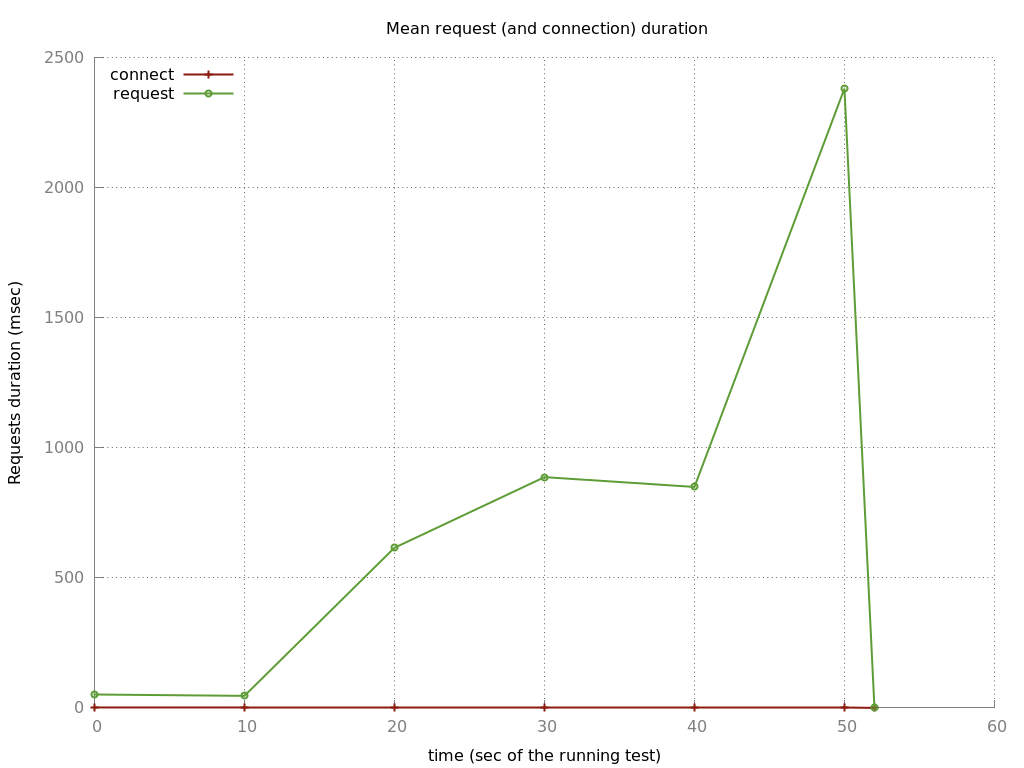 Mean request (and connection) duration
2500
connect
request
2000
1500
1000
500
0
0 10 20 30 40 50 60
Requests duration (msec)
time (sec of the running test)